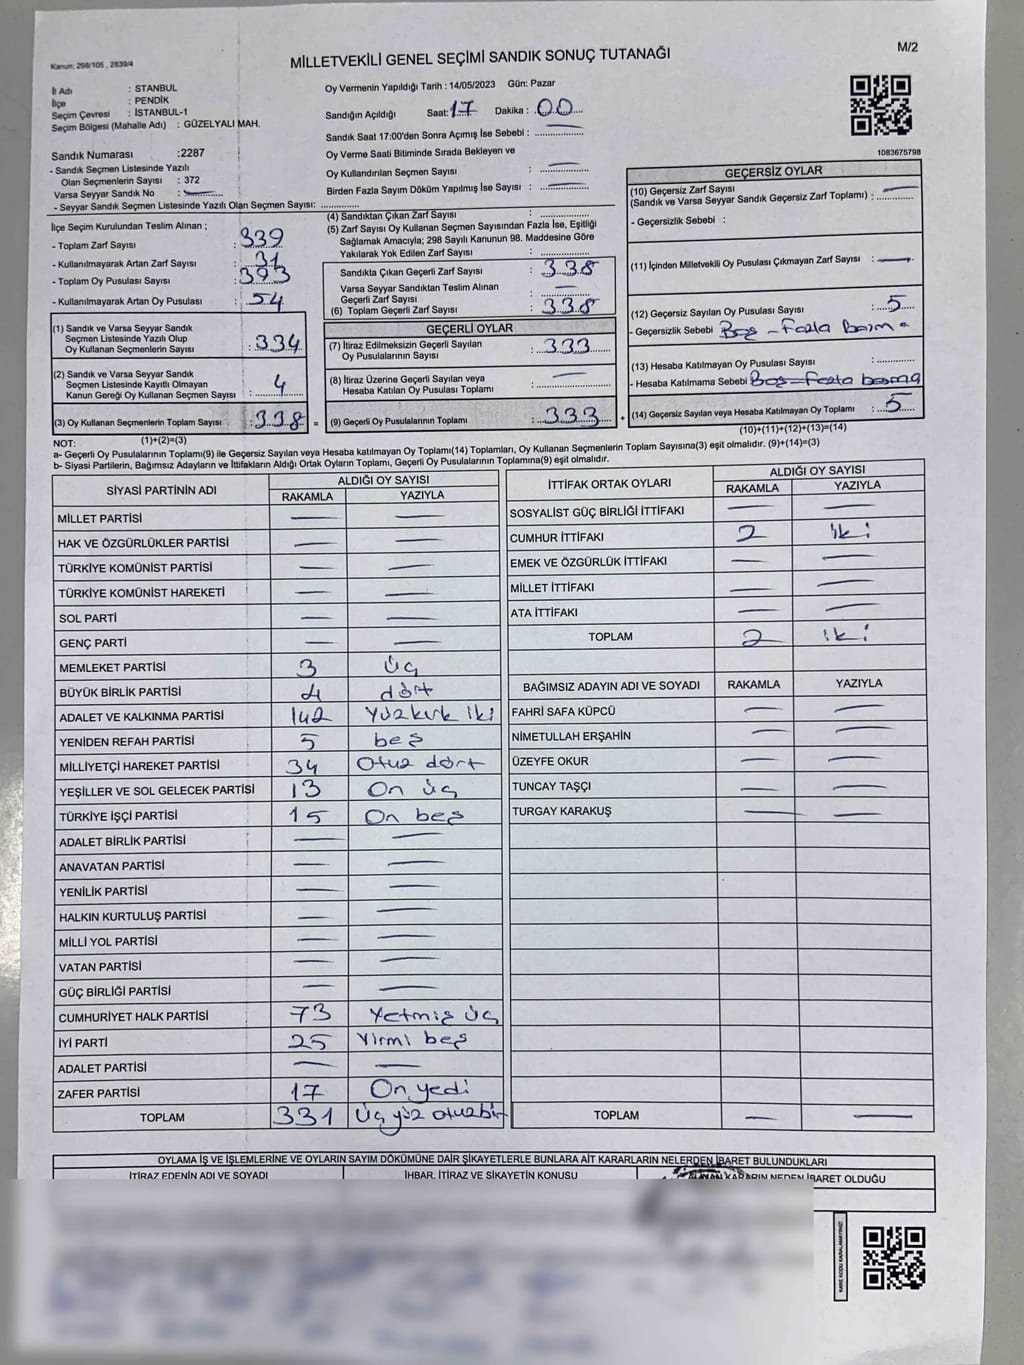 Kanun: 298/105 , 2839/4
MİLLETVEKİLİ GENEL SEÇİMİ SANDIK SONUÇ TUTANAĞI
M/2
İl Adı : STANBUL
İlçe : PENDİK
Seçim Çevresi : İSTANBUL-1
Seçim Bölgesi (Mahalle Adı) : GÜZELYALI MAH.
Oy Vermenin Yapıldığı Tarih : 14/05/2023 Gün: Pazar
Sandığın Açıldığı Saat: 17 Dakika : 00
Sandık Saat 17:00'den Sonra Açımış İse Sebebi :
Oy Verme Saati Bitiminde Sırada Bekleyen ve
Oy Kullandırılan Seçmen Sayısı :
Birden Fazla Sayım Döküm Yapılmış İse Sayısı :
1083675798
Sandık Numarası :2287
- Sandık Seçmen Listesinde Yazılı
Olan Seçmenlerin Sayısı : 372
Varsa Seyyar Sandık No :
- Seyyar Sandık Seçmen Listesinde Yazılı Olan Seçmen Sayısı:
İlçe Seçim Kurulundan Teslim Alınan ;
- Toplam Zarf Sayısı : 339
- Kullanılmayarak Artan Zarf Sayısı : 31
- Toplam Oy Pusulası Sayısı : 393
- Kullanılmayarak Artan Oy Pusulası : 54
(1) Sandık ve Varsa Seyyar Sandık
Seçmen Listesinde Yazılı Olup
Oy Kullanan Seçmenlerin Sayısı : 334
(2) Sandık ve Varsa Seyyar Sandık
Seçmen Listesinde Kayıtlı Olmayan
Kanun Gereği Oy Kullanan Seçmen Sayısı : 4
(3) Oy Kullanan Seçmenlerin Toplam Sayısı : 338 =
(1)+(2)=(3)
(4) Sandıktan Çıkan Zarf Sayısı :
(5) Zarf Sayısı Oy Kullanan Seçmen Sayısından Fazla İse, Eşitliği
Sağlamak Amacıyla; 298 Sayılı Kanunun 98. Maddesine Göre
Yakılarak Yok Edilen Zarf Sayısı :
Sandıkta Çıkan Geçerli Zarf Sayısı : 338
Varsa Seyyar Sandıktan Teslim Alınan
Geçerli Zarf Sayısı :
(6) Toplam Geçerli Zarf Sayısı : 338
GEÇERLİ OYLAR
(7) İtiraz Edilmeksizin Geçerli Sayılan
Oy Pusulalarının Sayısı : 333
(8) İtiraz Üzerine Geçerli Sayılan veya
Hesaba Katılan Oy Pusulası Toplamı :
(9) Geçerli Oy Pusulalarının Toplamı : 333 +
GEÇERSİZ OYLAR
(10) Geçersiz Zarf Sayısı
(Sandık ve Varsa Seyyar Sandık Geçersiz Zarf Toplamı) :
- Geçersizlik Sebebi :
(11) İçinden Milletvekili Oy Pusulası Çıkmayan Zarf Sayısı :
(12) Geçersiz Sayılan Oy Pusulası Sayısı : 5
- Geçersizlik Sebebi Boş - Fazla basma
(13) Hesaba Katılmayan Oy Pusulası Sayısı :
- Hesaba Katılmama Sebebi Boş - Fazla basma
(14) Geçersiz Sayılan veya Hesaba Katılmayan Oy Toplamı : 5
(10)+(11)+(12)+(13)=(14)
NOT:
a- Geçerli Oy Pusulalarının Toplamı(9) ile Geçersiz Sayılan veya Hesaba katılmayan Oy Toplamı(14) Toplamları, Oy Kullanan Seçmenlerin Toplam Sayısına(3) eşit olmalıdır. (9)+(14)=(3)
b- Siyasi Partilerin, Bağımsız Adayların ve İttifakların Aldığı Ortak Oyların Toplamı, Geçerli Oy Pusulalarının Toplamına(9) eşit olmalıdır.
SİYASİ PARTİNİN ADI ALDIĞI OY SAYISI
RAKAMLA YAZIYLA
MİLLET PARTİSİ
HAK VE ÖZGÜRLÜKLER PARTİSİ
TÜRKİYE KOMÜNİST PARTİSİ
TÜRKİYE KOMÜNİST HAREKETİ
SOL PARTİ
GENÇ PARTİ
MEMLEKET PARTİSİ 3 üç
BÜYÜK BİRLİK PARTİSİ 4 dört
ADALET VE KALKINMA PARTİSİ 142 Yüzkırk iki
YENİDEN REFAH PARTİSİ 5 beş
MİLLİYETÇİ HAREKET PARTİSİ 34 Otuz dört
YEŞİLLER VE SOL GELECEK PARTİSİ 13 On üç
TÜRKİYE İŞÇİ PARTİSİ 15 On beş
ADALET BİRLİK PARTİSİ
ANAVATAN PARTİSİ
YENİLİK PARTİSİ
HALKIN KURTULUŞ PARTİSİ
MİLLİ YOL PARTİSİ
VATAN PARTİSİ
GÜÇ BİRLİĞİ PARTİSİ
CUMHURİYET HALK PARTİSİ 73 Yetmiş üç
İYİ PARTİ 25 Yirmi beş
ADALET PARTİSİ
ZAFER PARTİSİ 17 On yedi
TOPLAM 331 Üç yüz otuzbir
İTTİFAK ORTAK OYLARI ALDIĞI OY SAYISI
RAKAMLA YAZIYLA
SOSYALİST GÜÇ BİRLİĞİ İTTİFAKI
CUMHUR İTTİFAKI 2 iki
EMEK VE ÖZGÜRLÜK İTTİFAKI
MİLLET İTTİFAKI
ATA İTTİFAKI
TOPLAM 2 iki
BAĞIMSIZ ADAYIN ADI VE SOYADI RAKAMLA YAZIYLA
FAHRİ SAFA KÜPCÜ
NİMETULLAH ERŞAHİN
ÜZEYFE OKUR
TUNCAY TAŞÇI
TURGAY KARAKUŞ
TOPLAM
OYLAMA İŞ VE İŞLEMLERİNE VE OYLARIN SAYIM DÖKÜMÜNE DAİR ŞİKAYETLERLE BUNLARA AİT KARARLARIN NELERDEN İBARET BULUNDUKLARI
İTİRAZ EDENİN ADI VE SOYADI İHBAR, İTİRAZ VE ŞİKAYETİN KONUSU ALINAN KARARIN NEDEN İBARET OLDUĞU
KARE KODU KARALAMAYINIZ!